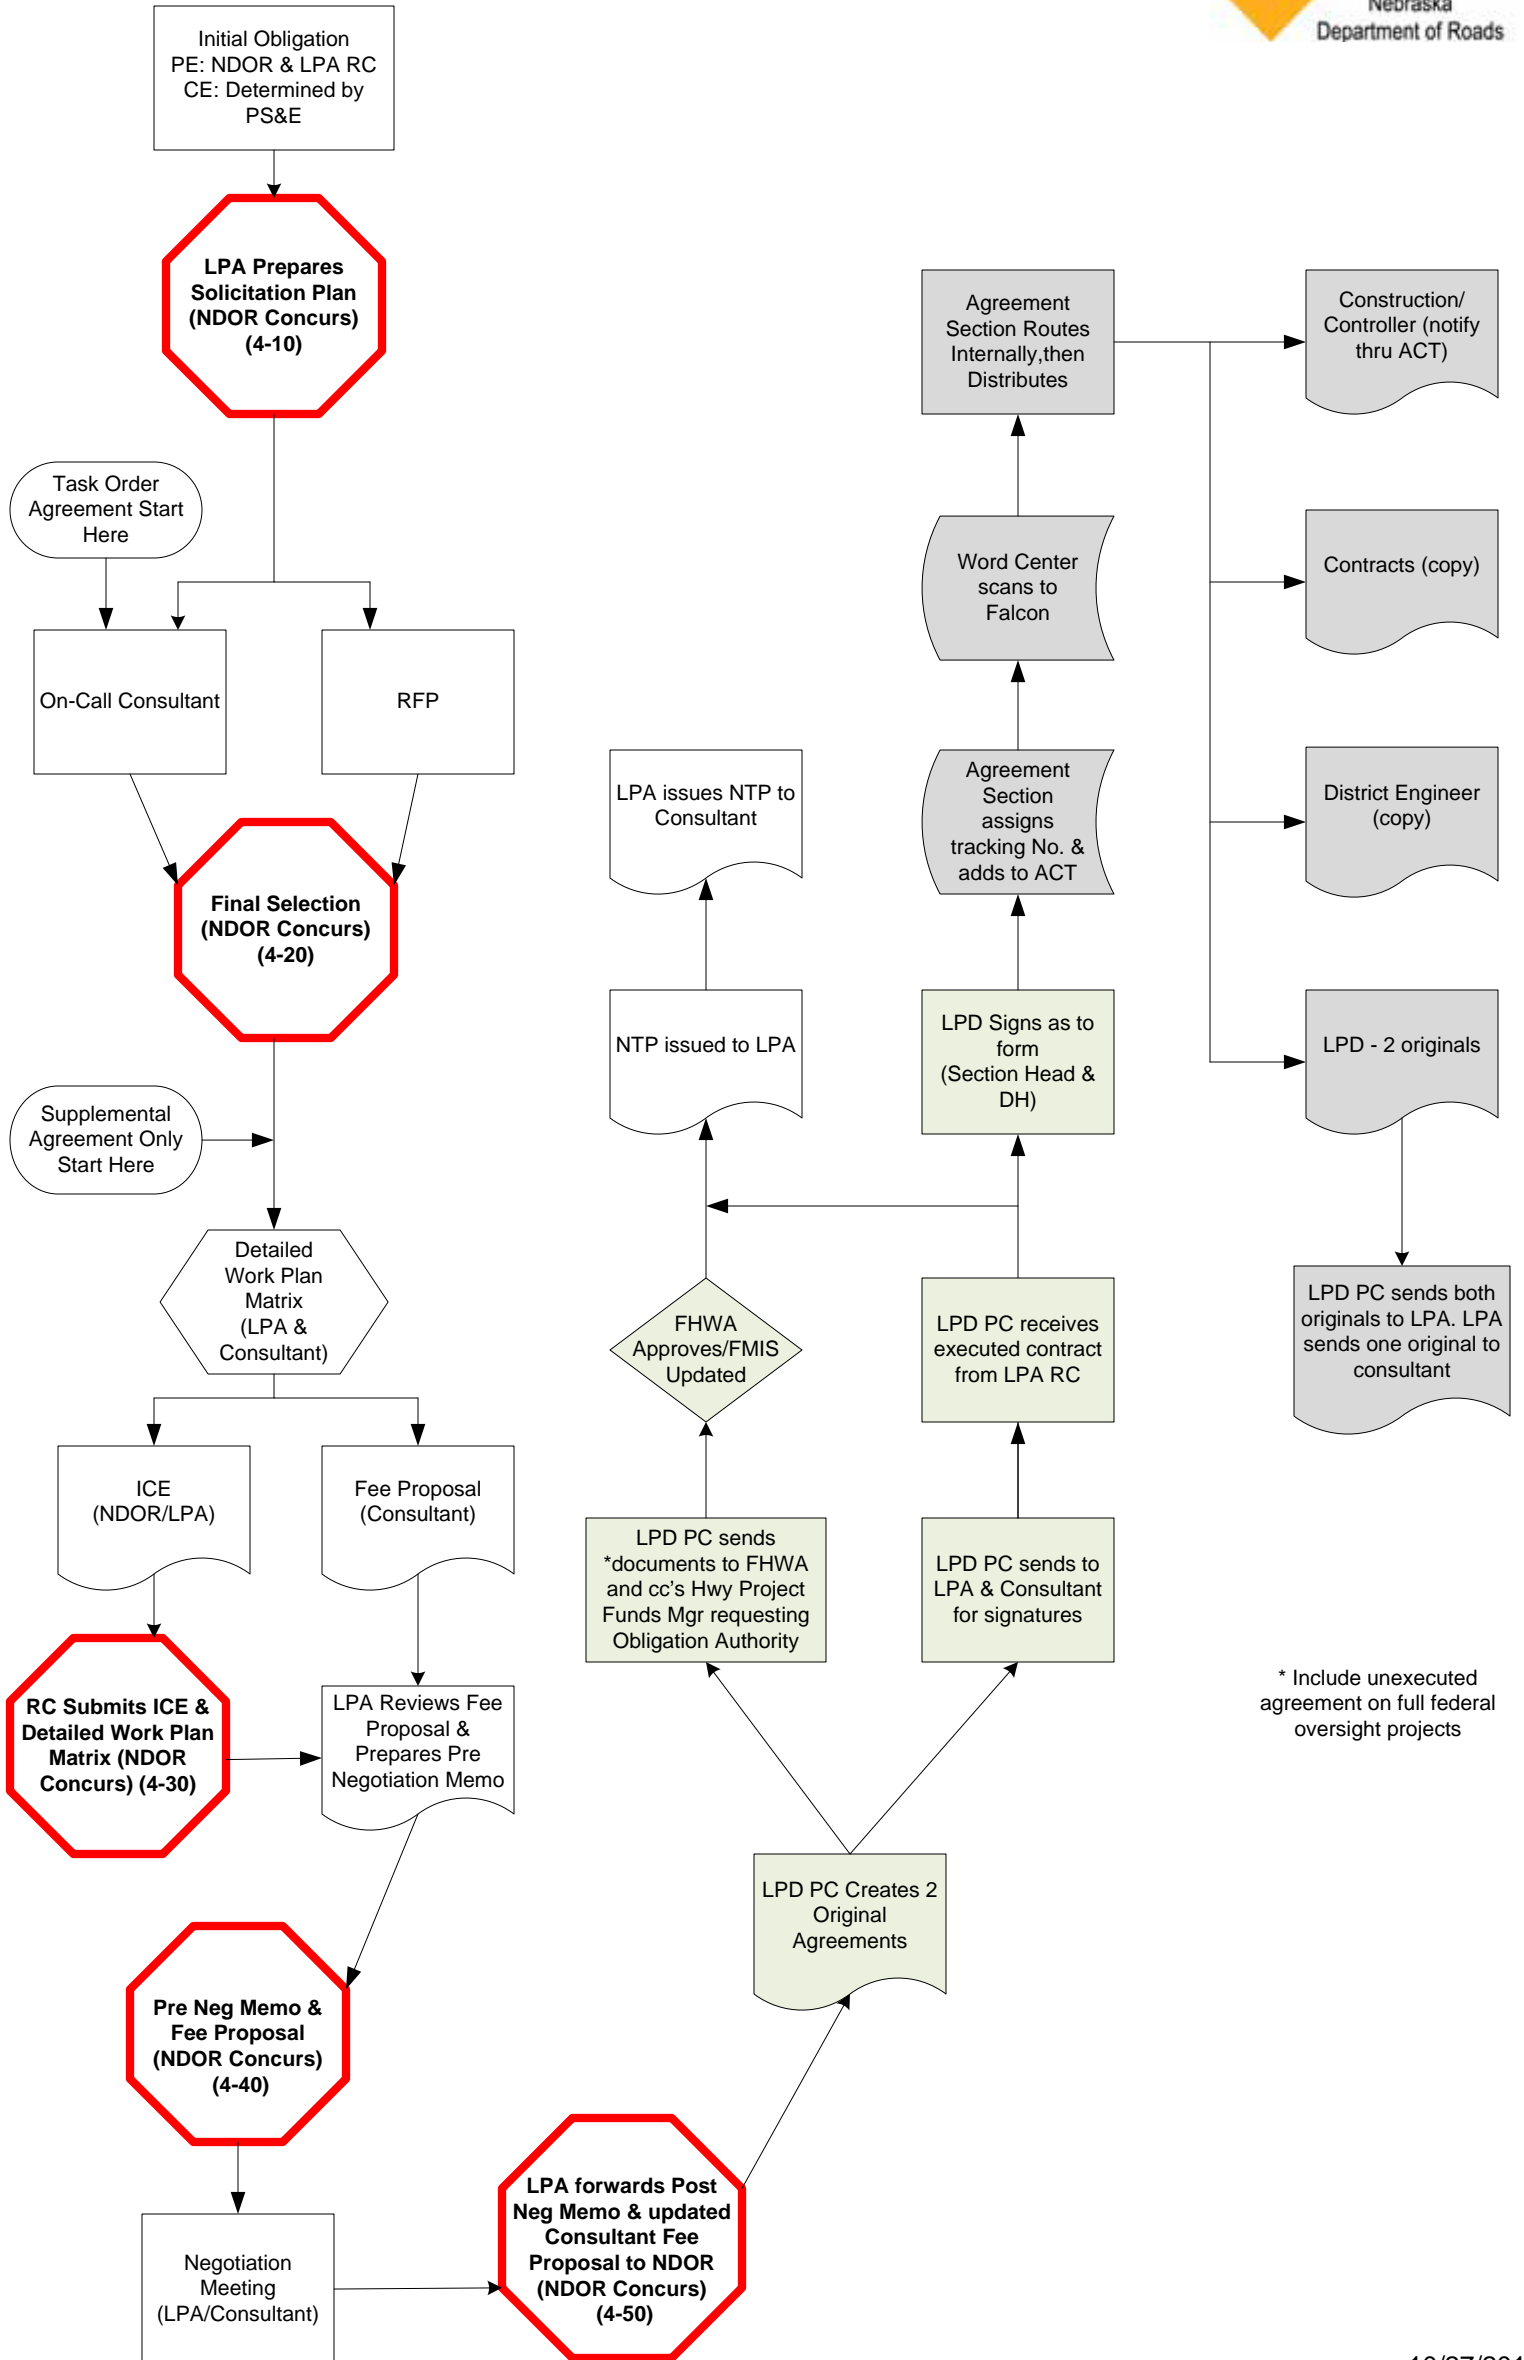 Nebraska
Department of Roads
Initial Obligation
PE: NDOR & LPA RC
CE: Determined by
PS&E
LPA Prepares
Solicitation Plan
(NDOR Concurs)
(4-10)
Task Order
Agreement Start
Here
On-Call Consultant
RFP
Final Selection
(NDOR Concurs)
(4-20)
Supplemental
Agreement Only
Start Here
Detailed
Work Plan
Matrix
(LPA &
Consultant)
ICE
(NDOR/LPA)
Fee Proposal
(Consultant)
RC Submits ICE &
Detailed Work Plan
Matrix (NDOR
Concurs) (4-30)
LPA Reviews Fee
Proposal &
Prepares Pre
Negotiation Memo
Pre Neg Memo &
Fee Proposal
(NDOR Concurs)
(4-40)
Negotiation
Meeting
(LPA/Consultant)
LPA forwards Post
Neg Memo & updated
Consultant Fee
Proposal to NDOR
(NDOR Concurs)
(4-50)
LPD PC Creates 2
Original
Agreements
LPD PC sends
*documents to FHWA
and cc's Hwy Project
Funds Mgr requesting
Obligation Authority
LPD PC sends to
LPA & Consultant
for signatures
FHWA
Approves/FMIS
Updated
LPD PC receives
executed contract
from LPA RC
NTP issued to LPA
LPA issues NTP to
Consultant
LPD Signs as to
form
(Section Head &
DH)
Agreement
Section
assigns
tracking No. &
adds to ACT
Word Center
scans to
Falcon
Agreement
Section Routes
Internally,then
Distributes
Construction/
Controller (notify
thru ACT)
Contracts (copy)
District Engineer
(copy)
LPD - 2 originals
LPD PC sends both
originals to LPA. LPA
sends one original to
consultant
* Include unexecuted
agreement on full federal
oversight projects